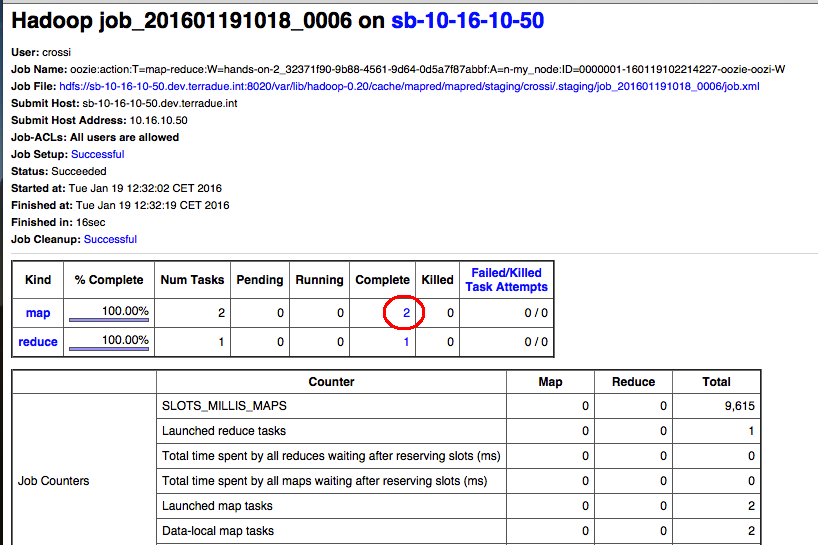 Hadoop job_201601191018_0006 on sb-10-16-10-50
User: crossi
Job Name: oozie:action:T=map-reduce:W=hands-on-2_32371f90-9b88-4561-9d64-0d5a7f87abbf:A=n-my_node:ID=0000001-160119102214227-oozie-oozi-W
Job File: hdfs://sb-10-16-10-50.dev.terradue.int:8020/var/lib/hadoop-0.20/cache/mapred/mapred/staging/crossi/.staging/job_201601191018_0006/job.xml
Submit Host: sb-10-16-10-50.dev.terradue.int
Submit Host Address: 10.16.10.50
Job-ACLs: All users are allowed
Job Setup: Successful
Status: Succeeded
Started at: Tue Jan 19 12:32:02 CET 2016
Finished at: Tue Jan 19 12:32:19 CET 2016
Finished in: 16sec
Job Cleanup: Successful
Kind % Complete Num Tasks Pending Running Complete Killed Failed/Killed Task Attempts
map 100.00% 2 0 0 2 0 0 / 0
reduce 100.00% 1 0 0 1 0 0 / 0
Counter Map Reduce Total
Job Counters
SLOTS_MILLIS_MAPS 0 0 9,615
Launched reduce tasks 0 0 1
Total time spent by all reduces waiting after reserving slots (ms) 0 0 0
Total time spent by all maps waiting after reserving slots (ms) 0 0 0
Launched map tasks 0 0 2
Data-local map tasks 0 0 2